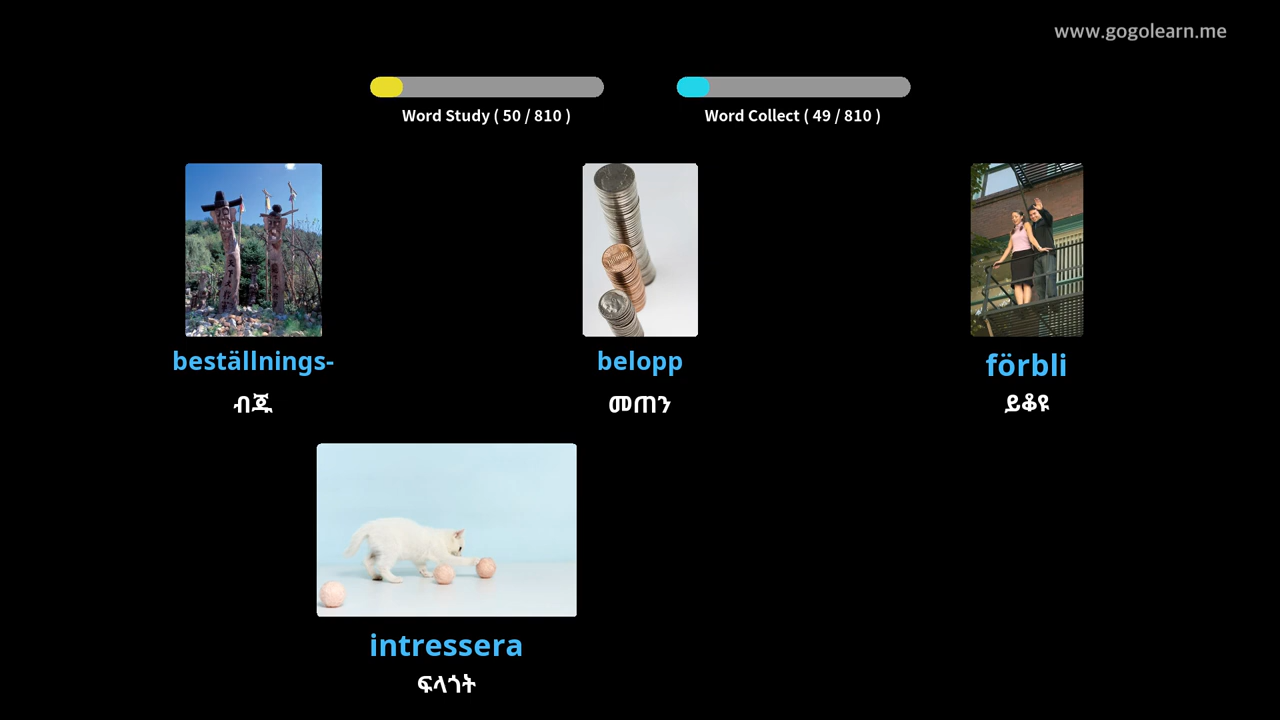 www.gogolearn.me
Word Study ( 50 / 810 )
Word Collect ( 49 / 810 )
beställnings-
ብጁ
belopp
መጠን
förbli
ይቆዩ
intressera
ፍላጎት